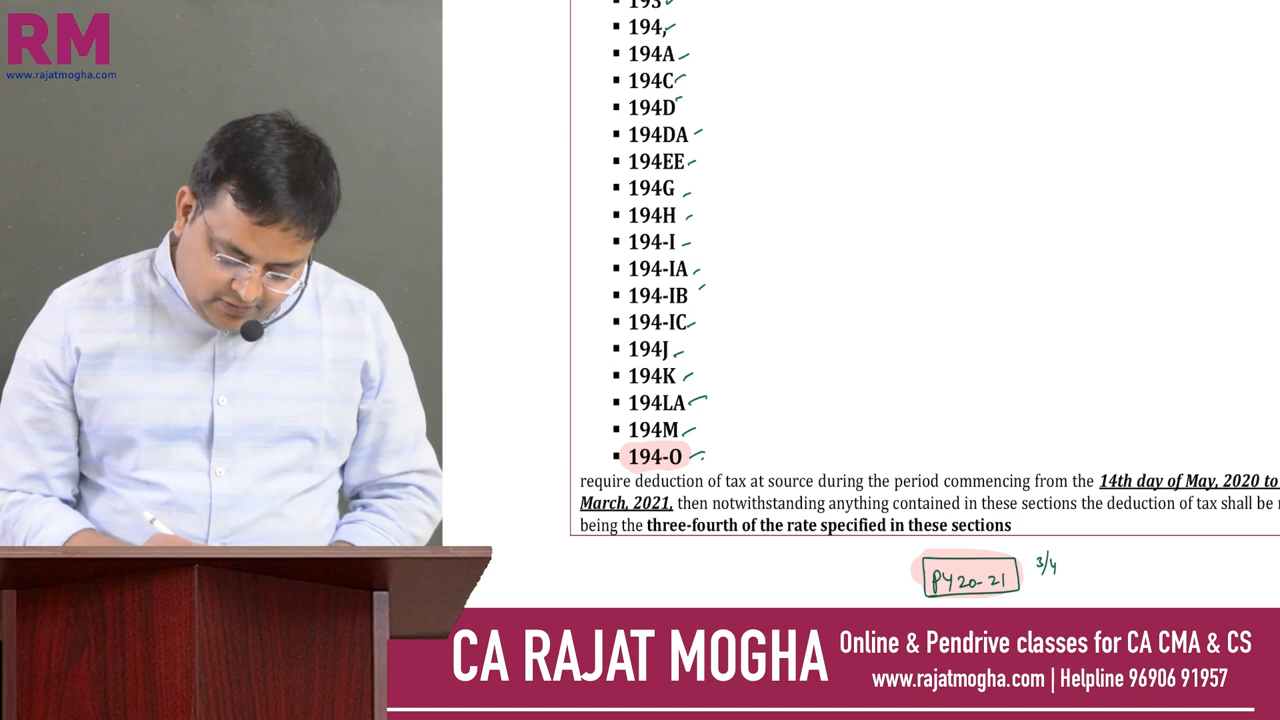 RM
www.rajatmogha.com
193
194,
194A
194C
194D
194DA
194EE
194G
194H
194-I
194-IA
194-IB
194-IC
194J
194K
194LA
194M
194-O
require deduction of tax at source during the period commencing from the 14th day of May, 2020 to
March, 2021, then notwithstanding anything contained in these sections the deduction of tax shall be
being the three-fourth of the rate specified in these sections
PY 20-21 3/4
CA RAJAT MOGHA
Online & Pendrive classes for CA CMA & CS
www.rajatmogha.com | Helpline 96906 91957